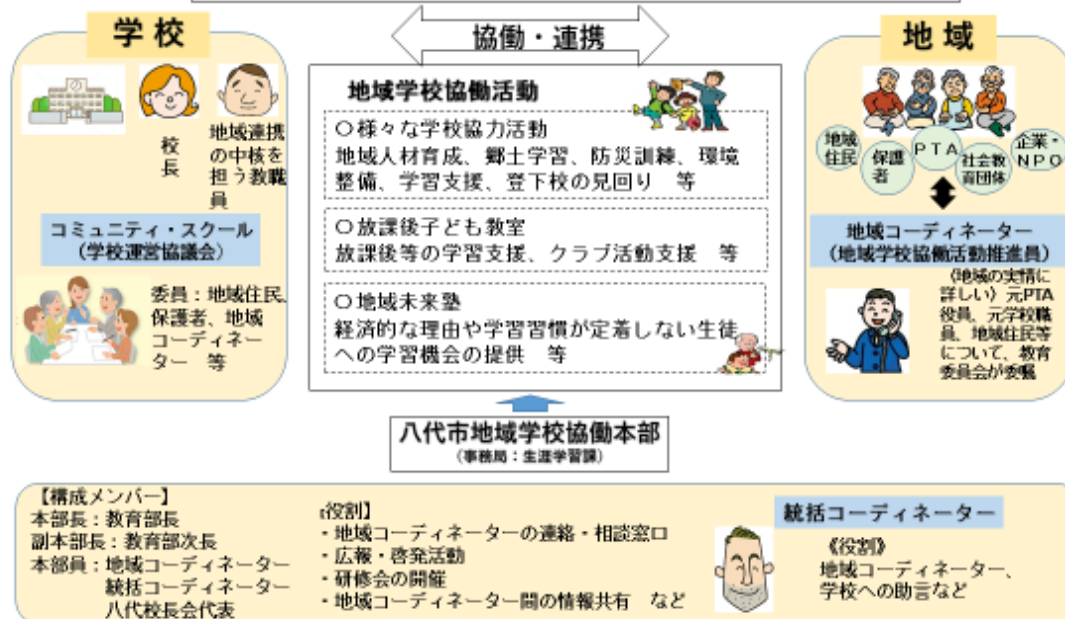 学校
校長
地域連携
の中核を
担う教職
員
コミュニティ・スクール
(学校運営協議会)
委員：地域住民、
保護者、地域
コーディネー
ター 等
協働・連携
地域学校協働活動
○様々な学校協力活動
地域人材育成、郷土学習、防災訓練、環境
整備、学習支援、登下校の見回り 等
○放課後子ども教室
放課後等の学習支援、クラブ活動支援 等
○地域未来塾
経済的な理由や学習習慣が定着しない生徒
への学習機会の提供 等
地域
地域
住民
保護
者
PTA
社会教
育団体
企業・
NPO
地域コーディネーター
(地域学校協働活動推進員)
(地域の実情に
詳しい) 元PTA
役員、元学校職
員、地域住民等
について、教育
委員会が委嘱
八代市地域学校協働本部
(事務局：生涯学習課)
【構成メンバー】
本部長：教育部長
副本部長：教育部次長
本部員：地域コーディネーター
統括コーディネーター
八代校長会代表
【役割】
・地域コーディネーターの連絡・相談窓口
・広報・啓発活動
・研修会の開催
・地域コーディネーター間の情報共有 など
統括コーディネーター
《役割》
地域コーディネーター、
学校への助言など